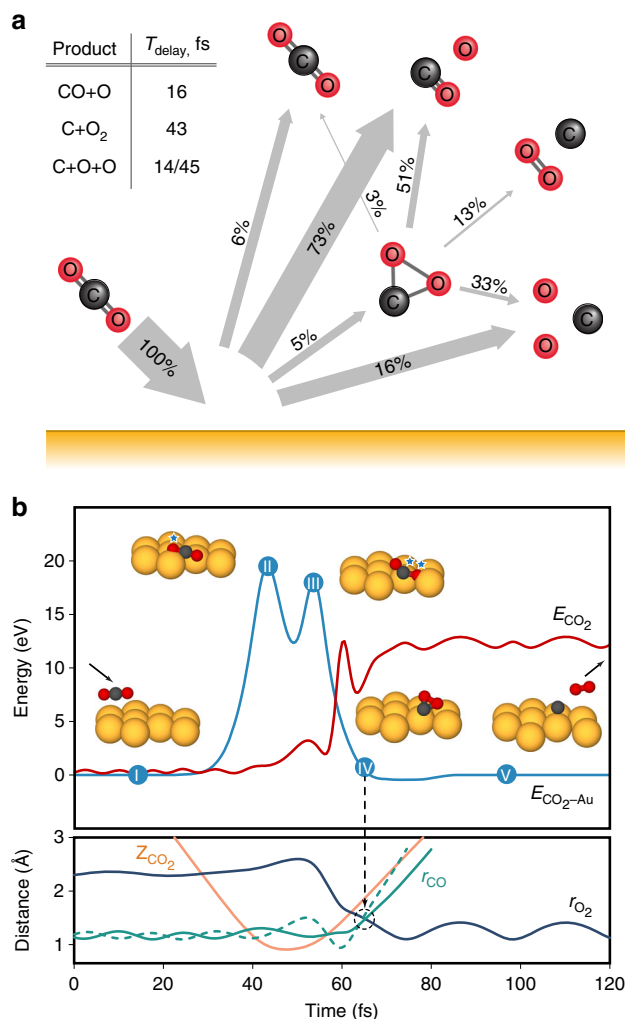 a
Product T_delay, fs
CO+O 16
C+O₂ 43
C+O+O 14/45
O C O
O C O
C O O
O O C
O C O
O O C
100%
6%
73%
5%
16%
3%
51%
13%
33%
b
Energy (eV)
20
15
10
5
0
I
II
III
IV
V
E_CO₂
E_CO₂–Au
Distance (Å)
3
2
1
Z_CO₂
r_CO
r_O₂
0 20 40 60 80 100 120
Time (fs)